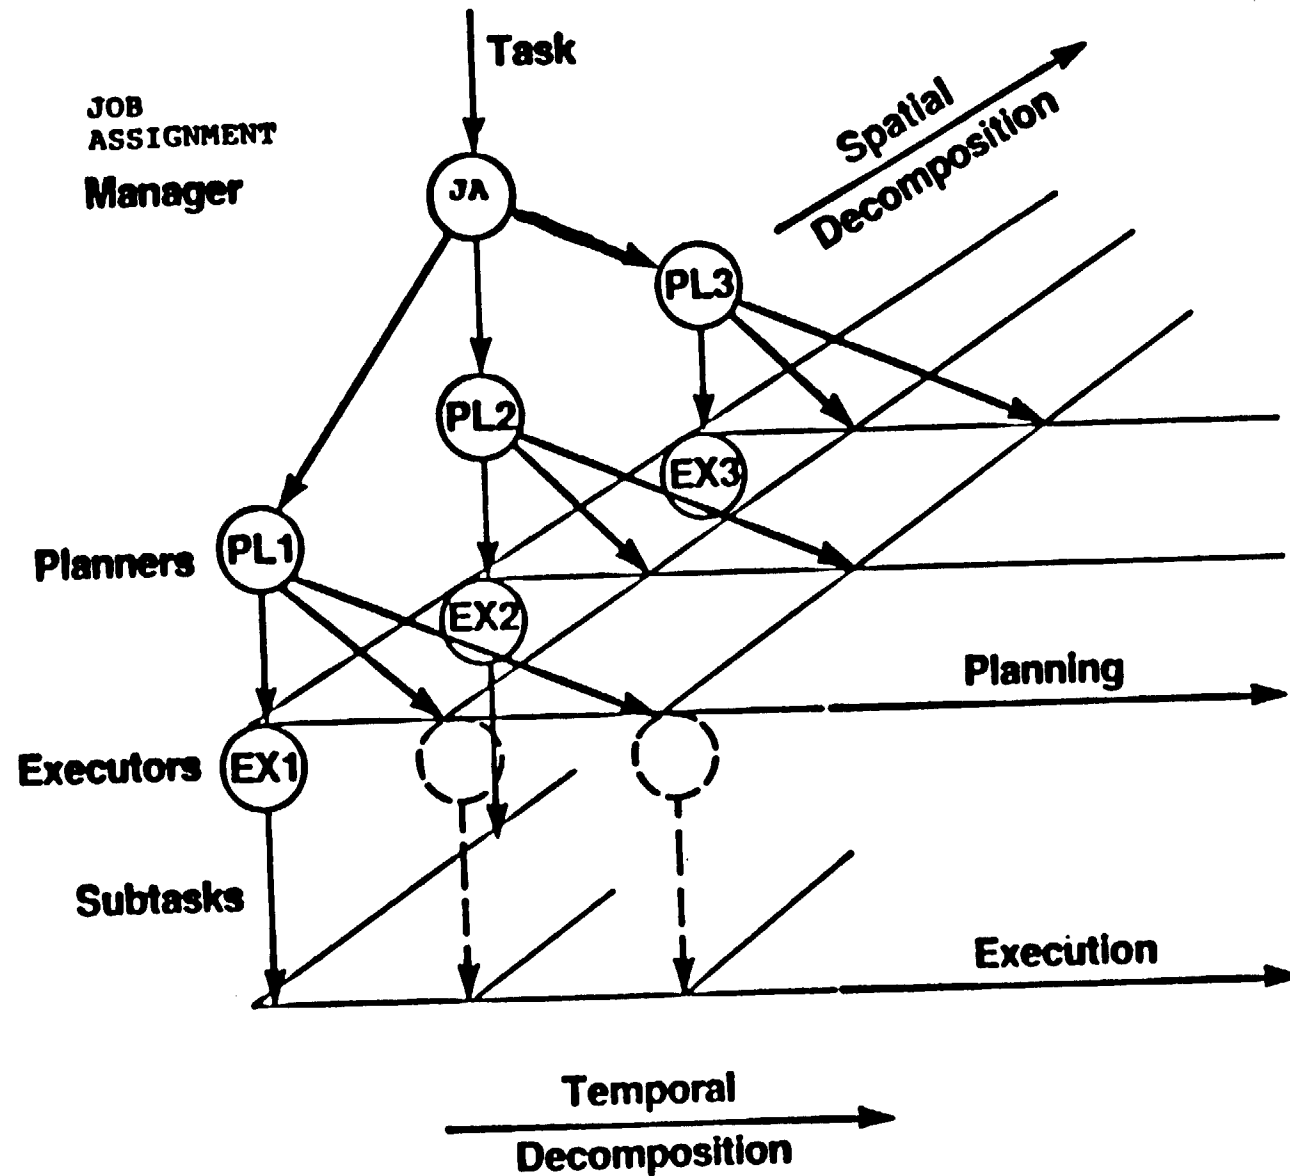 Task
JOB
ASSIGNMENT
Manager
JA
Spatial
Decomposition
PL3
PL2
EX3
PL1
Planners
EX2
Planning
Executors
EX1
Subtasks
Execution
Temporal
Decomposition